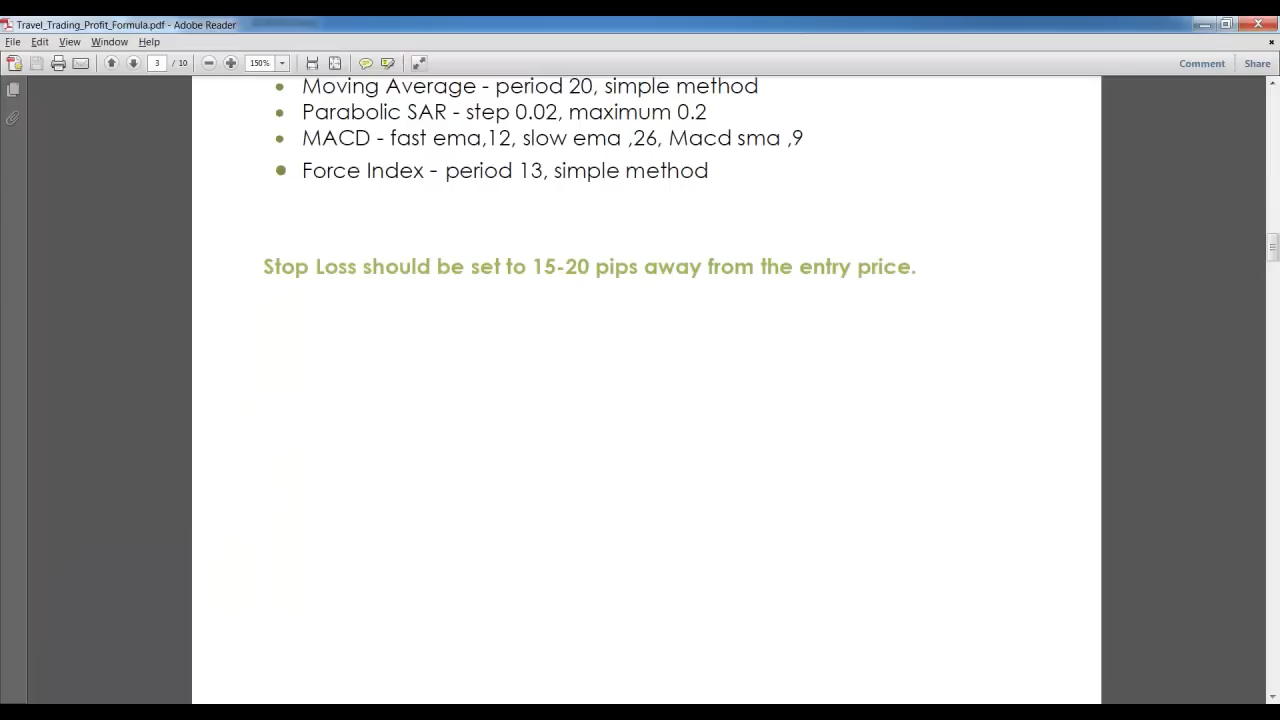 Travel_Trading_Profit_Formula.pdf - Adobe Reader
File Edit View Window Help
3 / 10 150% Comment Share
• Moving Average - period 20, simple method
• Parabolic SAR - step 0.02, maximum 0.2
• MACD - fast ema,12, slow ema ,26, Macd sma ,9
• Force Index - period 13, simple method
Stop Loss should be set to 15-20 pips away from the entry price.